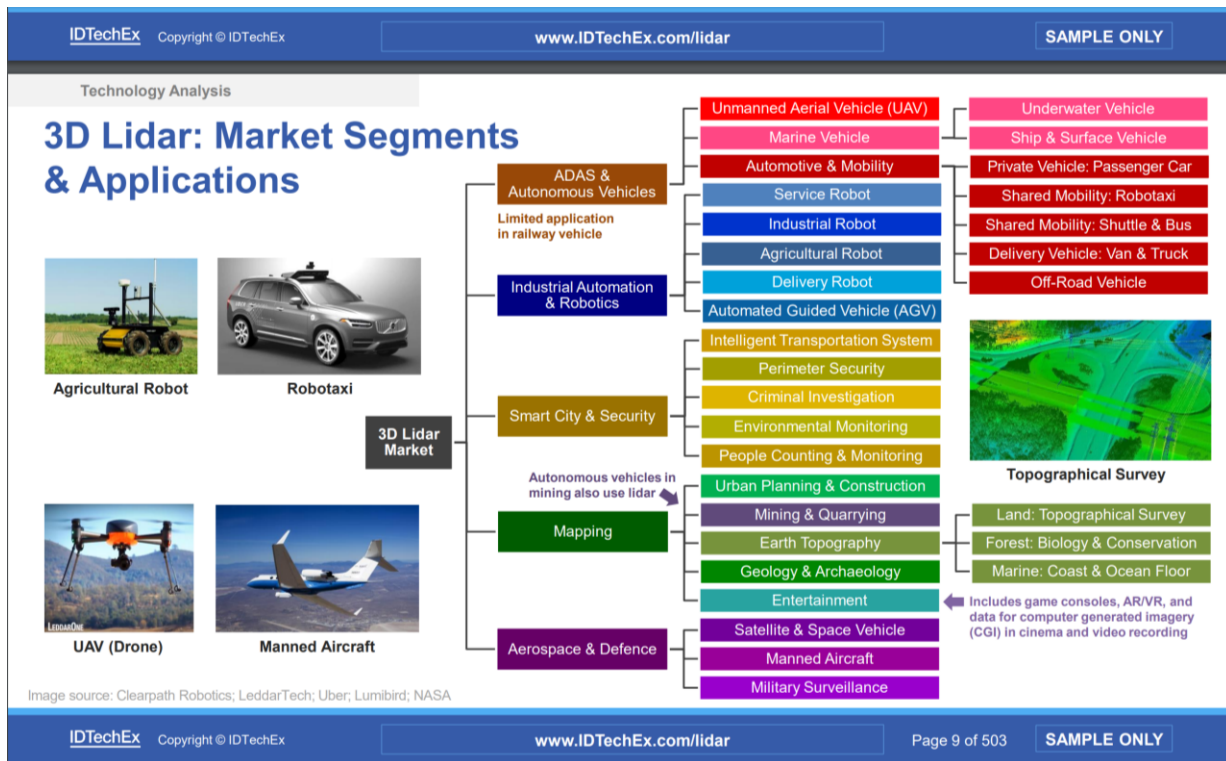 IDTechEx Copyright © IDTechEx
www.IDTechEx.com/lidar
SAMPLE ONLY
Technology Analysis
3D Lidar: Market Segments
& Applications
Agricultural Robot
Robotaxi
LEDDARONE
UAV (Drone)
Manned Aircraft
3D Lidar
Market
ADAS &
Autonomous Vehicles
Limited application
in railway vehicle
Unmanned Aerial Vehicle (UAV)
Marine Vehicle
Underwater Vehicle
Ship & Surface Vehicle
Automotive & Mobility
Private Vehicle: Passenger Car
Shared Mobility: Robotaxi
Shared Mobility: Shuttle & Bus
Delivery Vehicle: Van & Truck
Off-Road Vehicle
Industrial Automation
& Robotics
Service Robot
Industrial Robot
Agricultural Robot
Delivery Robot
Automated Guided Vehicle (AGV)
Smart City & Security
Intelligent Transportation System
Perimeter Security
Criminal Investigation
Environmental Monitoring
People Counting & Monitoring
Topographical Survey
Autonomous vehicles in
mining also use lidar
Mapping
Urban Planning & Construction
Mining & Quarrying
Earth Topography
Land: Topographical Survey
Forest: Biology & Conservation
Marine: Coast & Ocean Floor
Geology & Archaeology
Entertainment
Includes game consoles, AR/VR, and
data for computer generated imagery
(CGI) in cinema and video recording
Aerospace & Defence
Satellite & Space Vehicle
Manned Aircraft
Military Surveillance
Image source: Clearpath Robotics; LeddarTech; Uber; Lumibird; NASA
IDTechEx Copyright © IDTechEx
www.IDTechEx.com/lidar
Page 9 of 503
SAMPLE ONLY